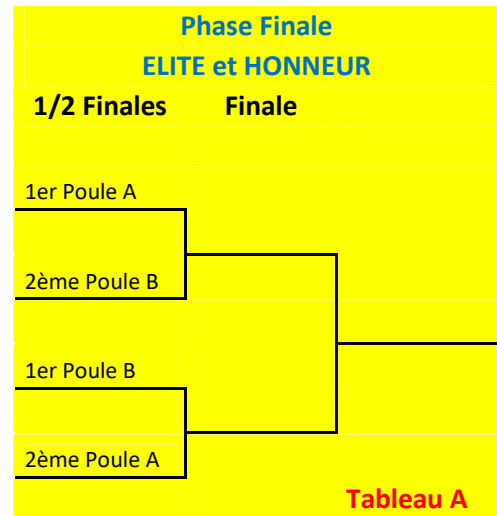 Phase Finale
ELITE et HONNEUR
1/2 Finales Finale
1er Poule A
2ème Poule B
1er Poule B
2ème Poule A
Tableau A